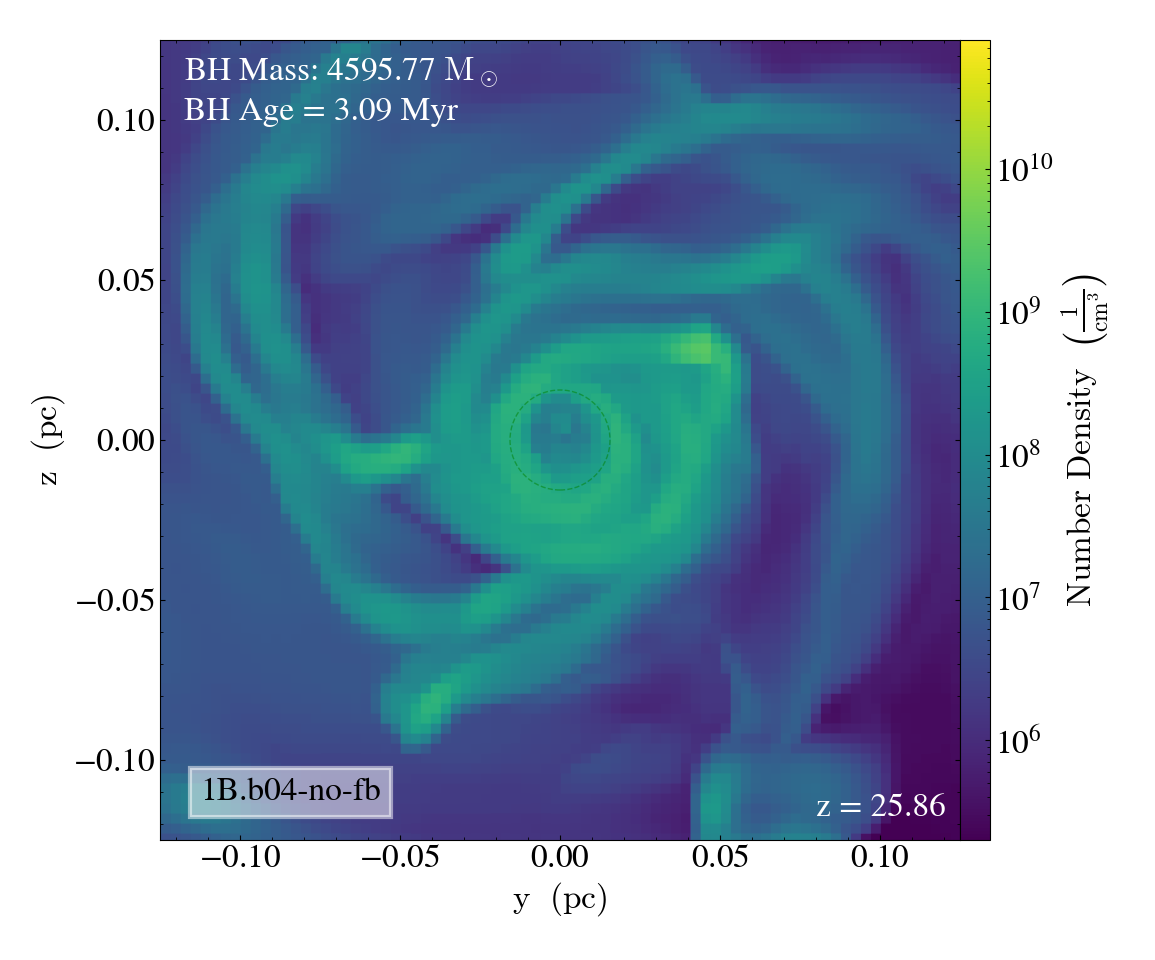 BH Mass: 4595.77 M⊙
BH Age = 3.09 Myr
0.10
0.05
0.00
−0.05
−0.10
z (pc)
1B.b04-no-fb
z = 25.86
−0.10 −0.05 0.00 0.05 0.10
y (pc)
10^10
10^9
10^8
10^7
10^6
Number Density (1/cm^3)